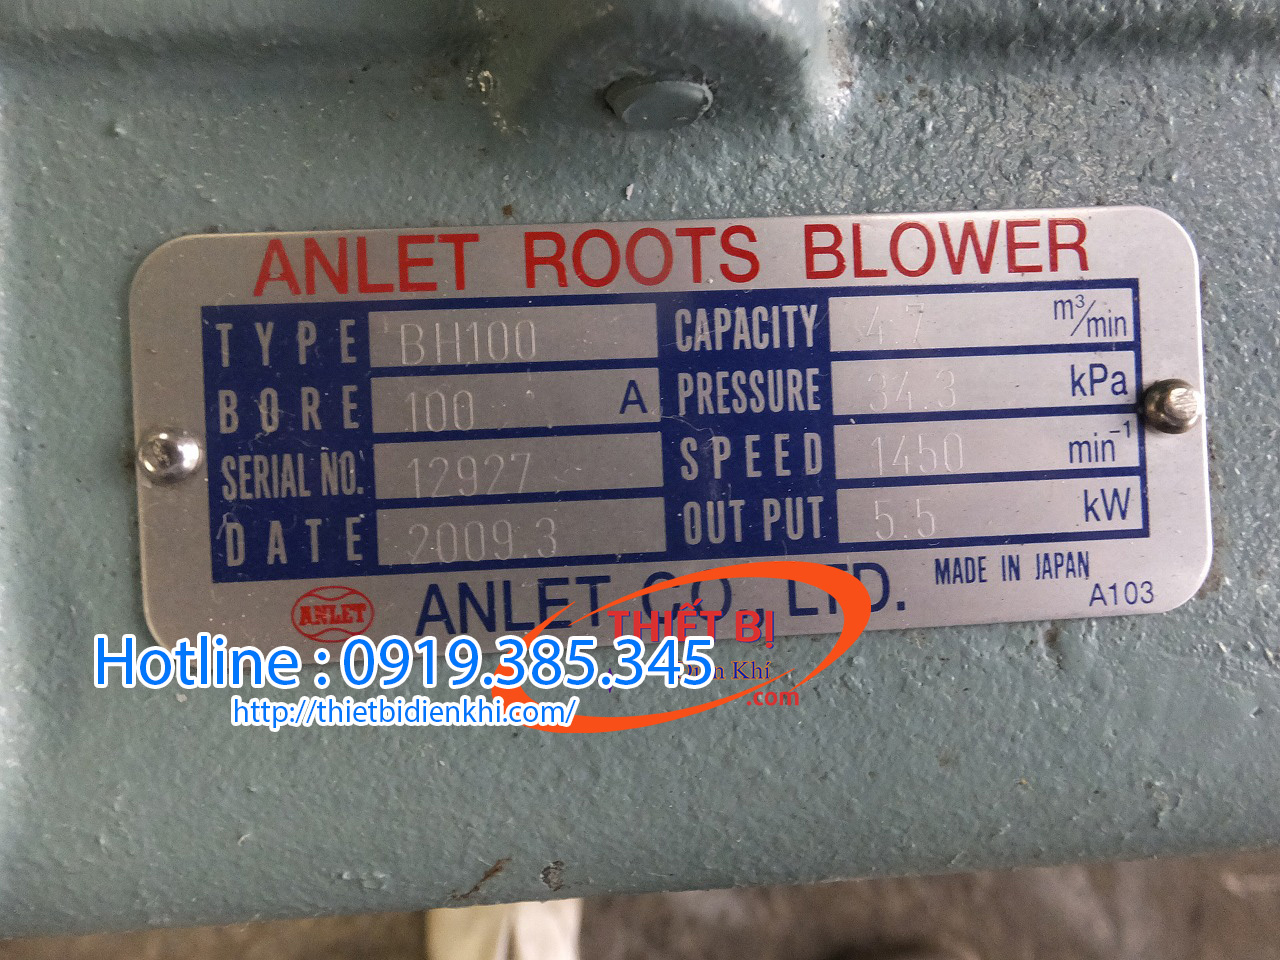 ANLET ROOTS BLOWER
TYPE BH100 CAPACITY 4.7 m³/min
BORE 100 A PRESSURE 34.3 kPa
SERIAL NO. 12927 SPEED 1450 min⁻¹
DATE 2009.3 OUT PUT 5.5 kW
ANLET ANLET CO., LTD. MADE IN JAPAN A103
THIẾT BỊ
Điện Khí
.com
Hotline : 0919.385.345
http://thietbidienkhi.com/